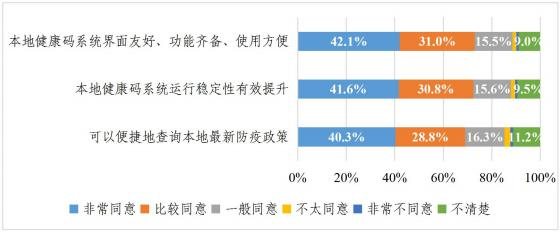 本地健康码系统界面友好、功能齐备、使用方便 42.1% 31.0% 15.5% 9.0%
本地健康码系统运行稳定性有效提升 41.6% 30.8% 15.6% 9.5%
可以便捷地查询本地最新防疫政策 40.3% 28.8% 16.3% 11.2%
0% 20% 40% 60% 80% 100%
非常同意 比较同意 一般同意 不太同意 非常不同意 不清楚